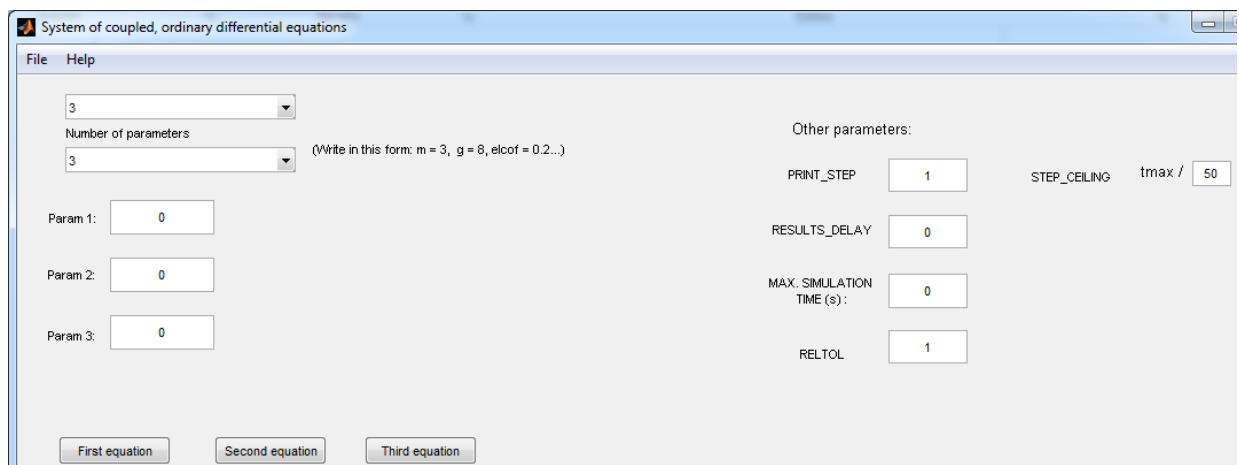 System of coupled, ordinary differential equations
File Help
3
Number of parameters
3
(Write in this form: m = 3, g = 8, elcof = 0.2...)
Param 1: 0
Param 2: 0
Param 3: 0
Other parameters:
PRINT_STEP 1 STEP_CEILING tmax / 50
RESULTS_DELAY 0
MAX. SIMULATION
TIME (s) : 0
RELTOL 1
First equation Second equation Third equation